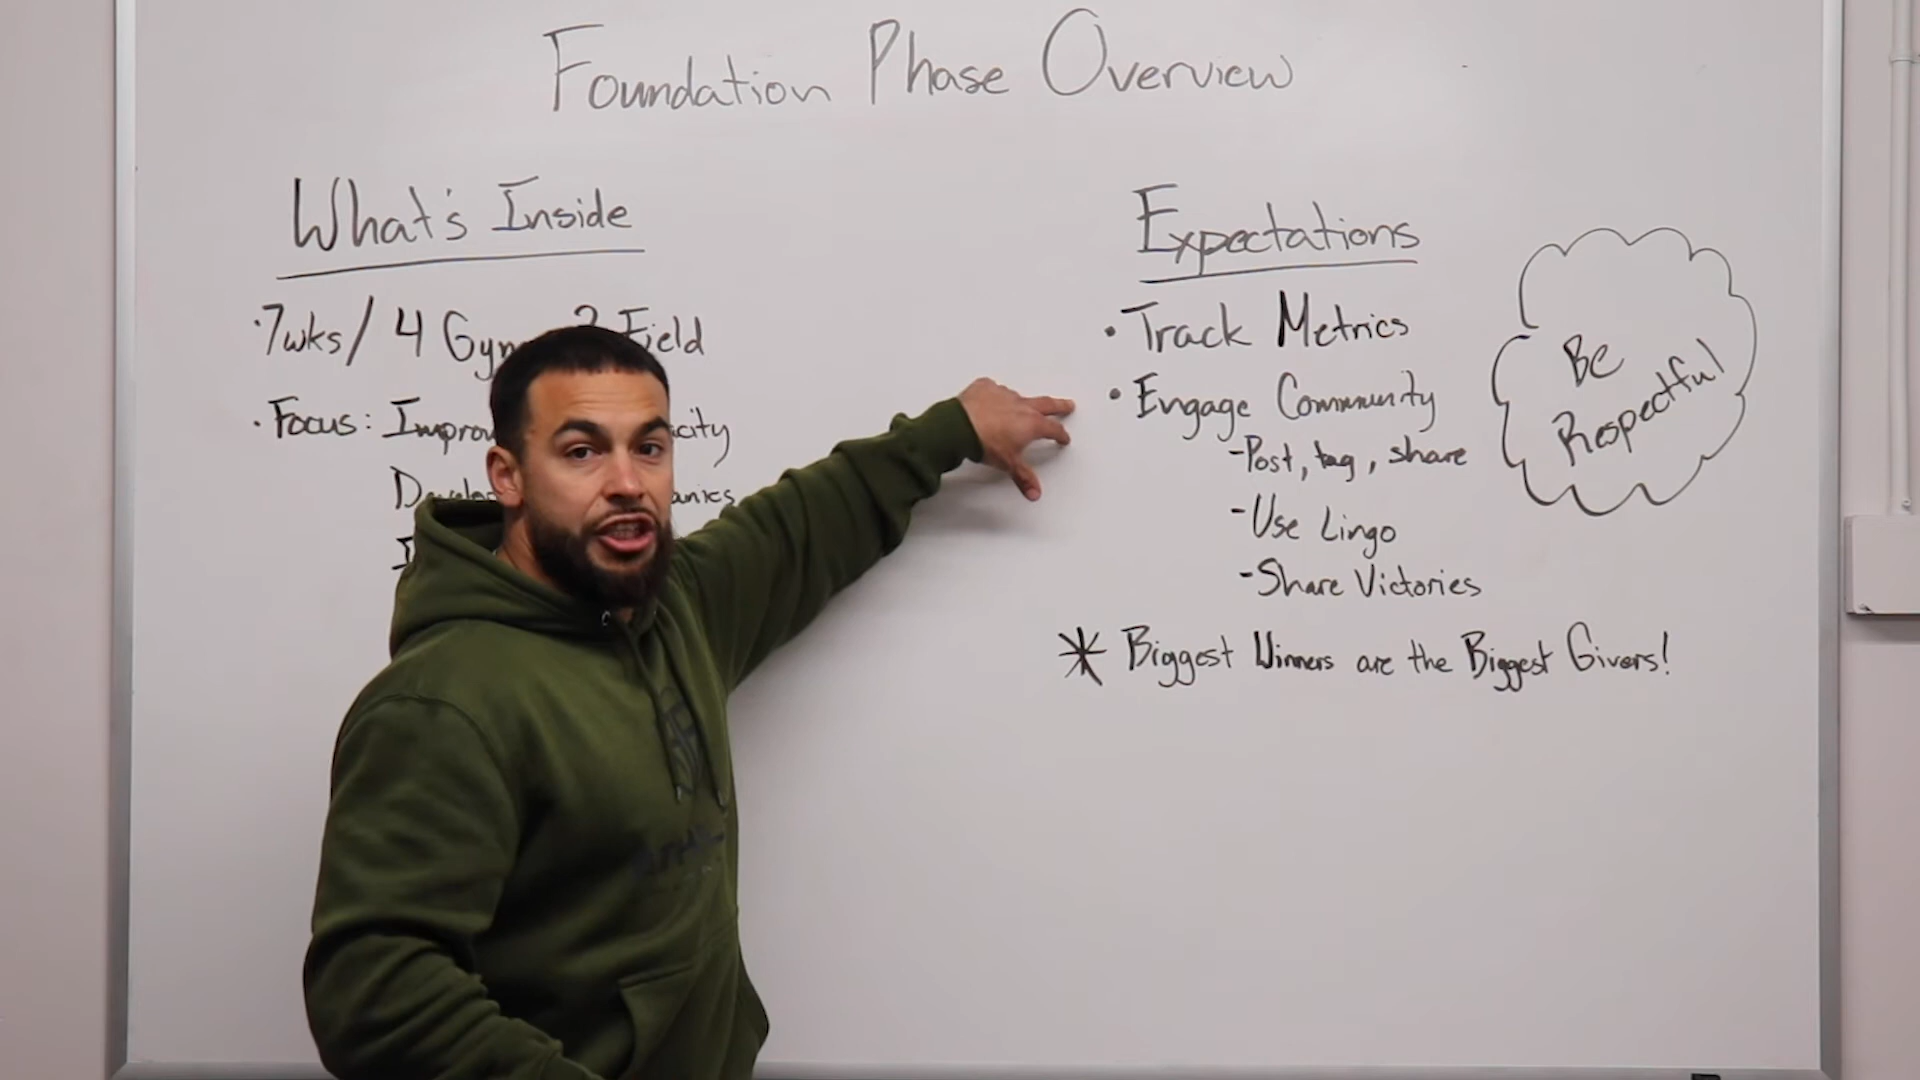 Foundation Phase Overview
What's Inside
·7wks/ 4 Gym Field
·Focus: Improv city
anics
Expectations
·Track Metrics
·Engage Community
-Post, tag, share
-Use Lingo
-Share Victories
* Biggest Winners are the Biggest Givers!
Be
Respectful